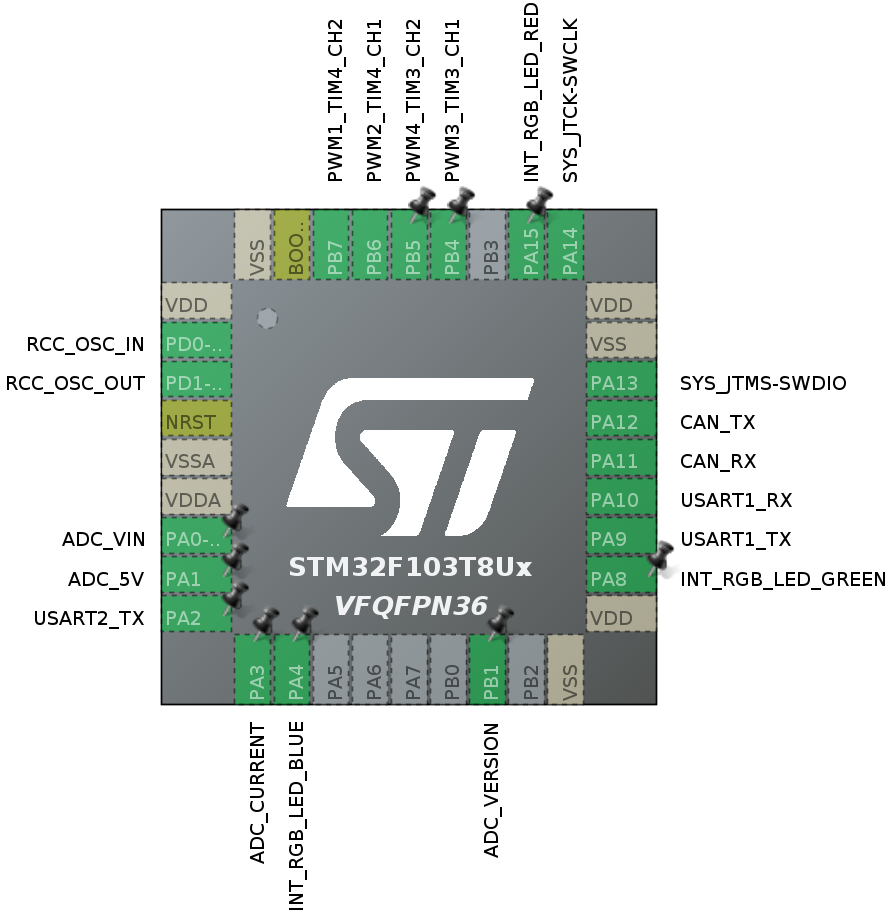 PWM1_TIM4_CH2
PWM2_TIM4_CH1
PWM4_TIM3_CH2
PWM3_TIM3_CH1
INT_RGB_LED_RED
SYS_JTCK-SWCLK
VSS
BOO..
PB7
PB6
PB5
PB4
PB3
PA15
PA14
VDD
RCC_OSC_IN PD0-..
RCC_OSC_OUT PD1-..
NRST
VSSA
VDDA
ADC_VIN PA0-..
ADC_5V PA1
USART2_TX PA2
ST
STM32F103T8Ux
VFQFPN36
VDD
VSS
PA13 SYS_JTMS-SWDIO
PA12 CAN_TX
PA11 CAN_RX
PA10 USART1_RX
PA9 USART1_TX
PA8 INT_RGB_LED_GREEN
VDD
PA3
PA4
PA5
PA6
PA7
PB0
PB1
PB2
VSS
ADC_CURRENT
INT_RGB_LED_BLUE
ADC_VERSION